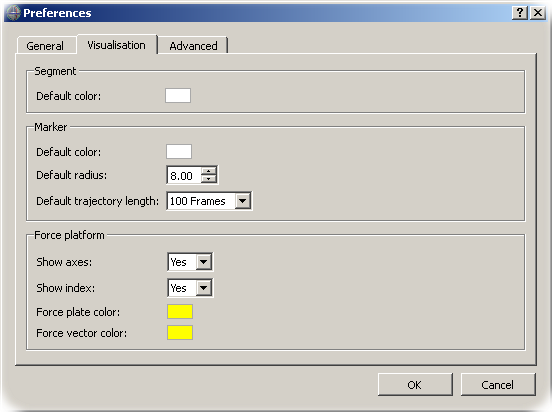 Preferences
General Visualisation Advanced
Segment
Default color:
Marker
Default color:
Default radius: 8.00
Default trajectory length: 100 Frames
Force platform
Show axes: Yes
Show index: Yes
Force plate color:
Force vector color:
OK Cancel